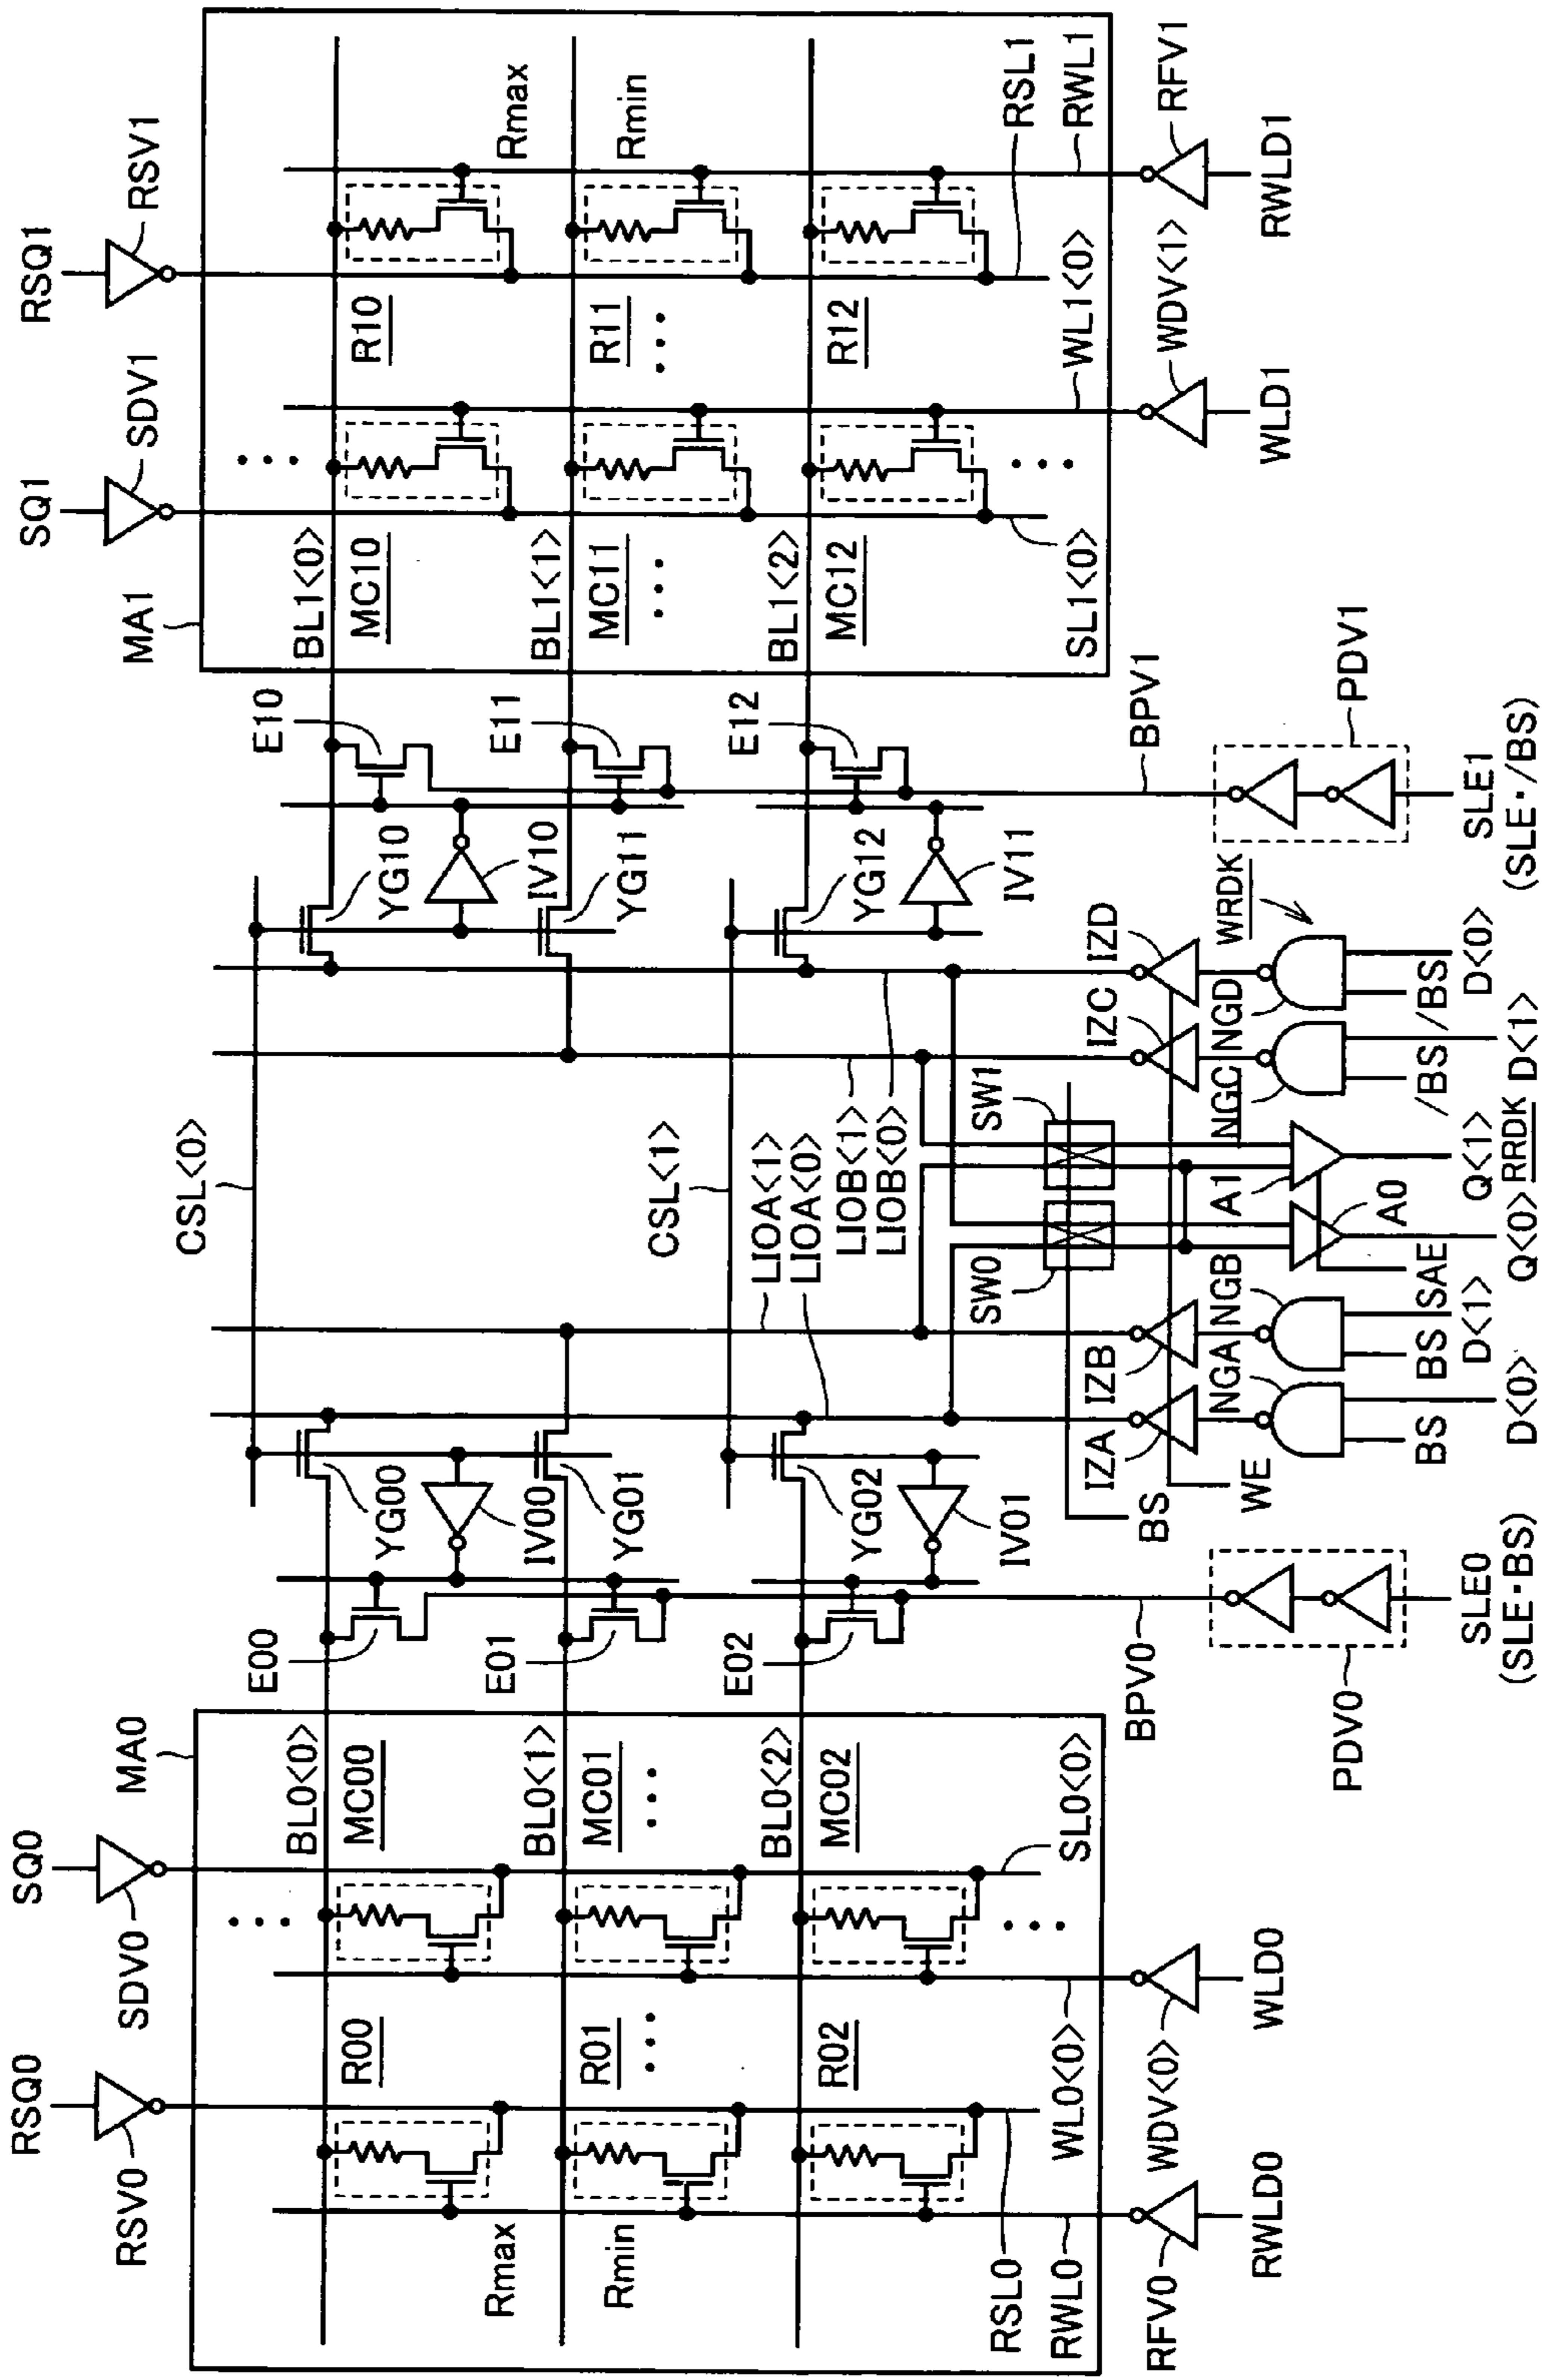 RSQ0
SQ0
SQ1
RSQ1
RSV0
SDV0
MA0
MA1
SDV1
RSV1
CSL<0>
E00
E10
BL0<0>
YG00
YG10
BL1<0>
R00
MC00
MC10
R10
Rmax
Rmax
IV00
IV10
E01
E11
BL0<1>
YG01
YG11
BL1<1>
R01
MC01
MC11
R11
Rmin
Rmin
CSL<1>
E02
E12
LIOA<1>
LIOA<0>
LIOB<1>
LIOB<0>
BL0<2>
YG02
YG12
BL1<2>
R02
MC02
MC12
R12
IV01
IV11
SW0
SW1
RSL0
RWL0
WL0<0>
SL0<0>
SL1<0>
WL1<0>
RSL1
RWL1
BPV0
BPV1
IZA
IZB
IZC
IZD
BS
WE
NGA
NGB
A1
A0
NGC
NGD
WRDK
RFV0
WDV<0>
WDV<1>
RFV1
RWLD0
WLD0
WLD1
RWLD1
PDV0
PDV1
BS
BS
SAE
/BS
/BS
SLE0
(SLE·BS)
D<0>
D<1>
Q<0>
Q<1>
RRDK
D<1>
D<0>
SLE1
(SLE·/BS)